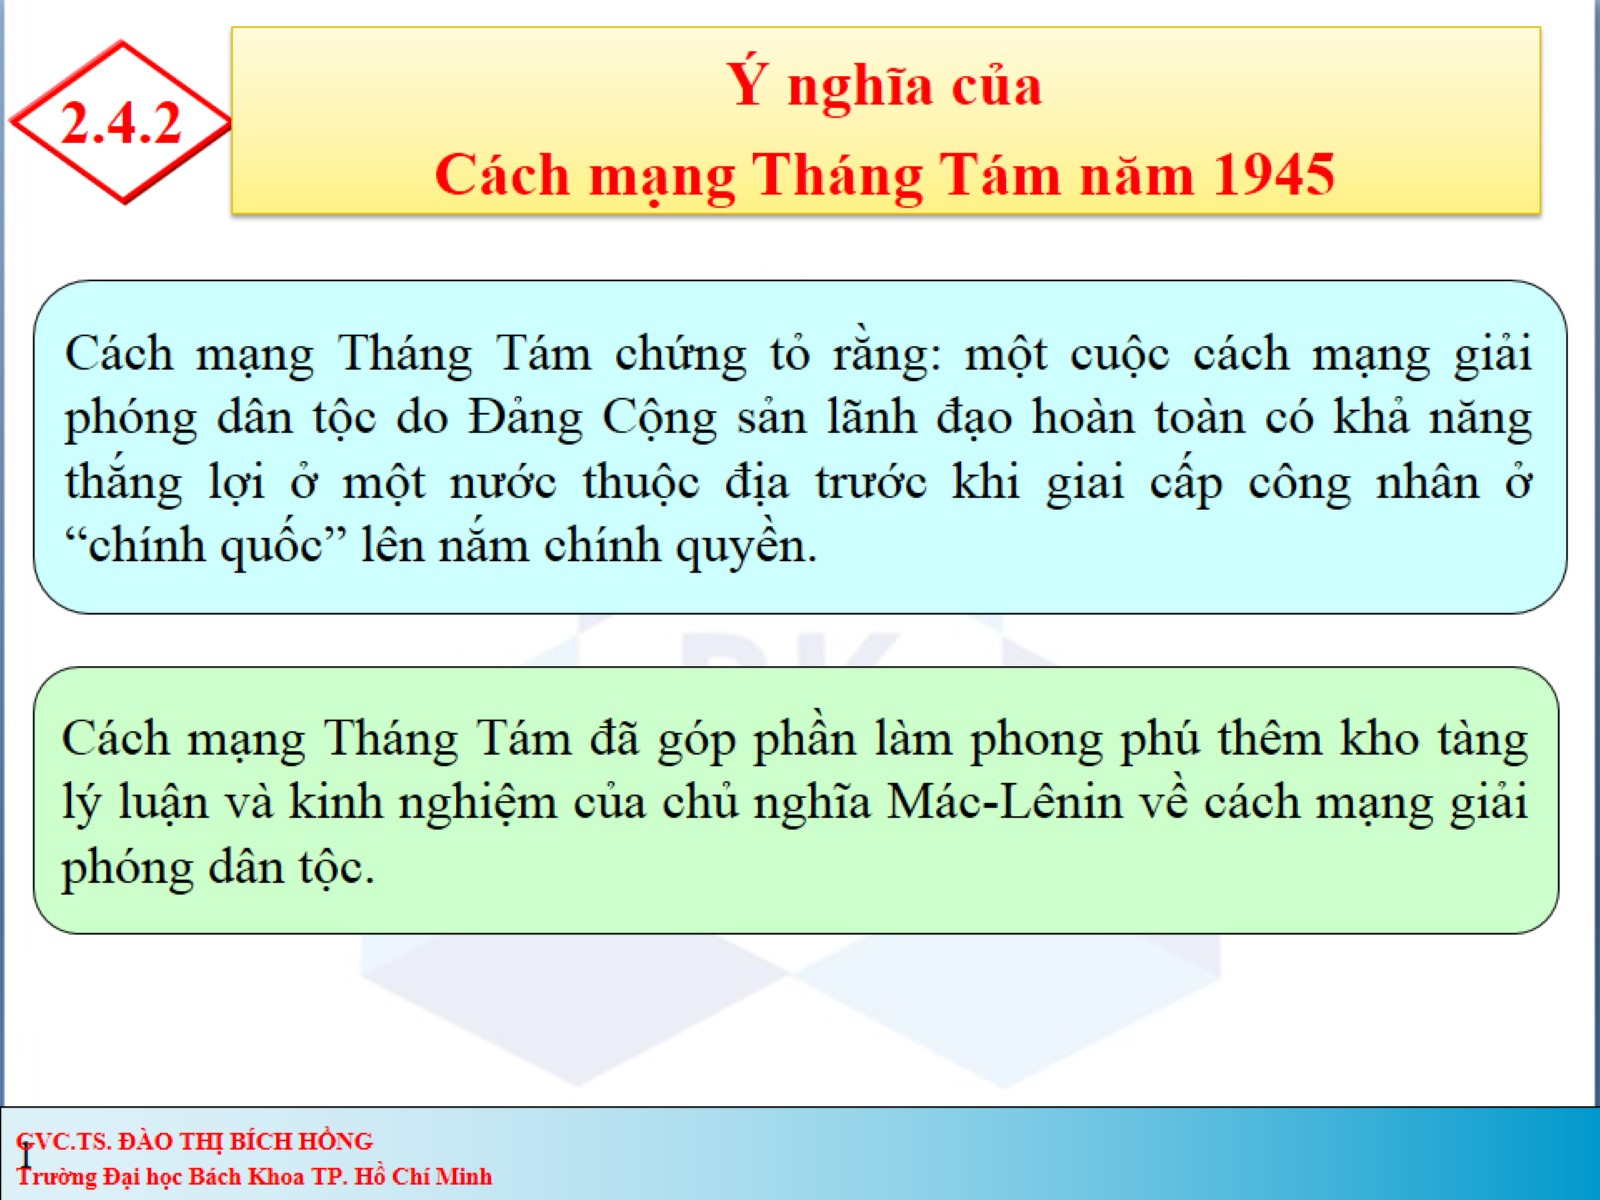 2.4.2
Ý nghĩa của
Cách mạng Tháng Tám năm 1945
Cách mạng Tháng Tám chứng tỏ rằng: một cuộc cách mạng giải
phóng dân tộc do Đảng Cộng sản lãnh đạo hoàn toàn có khả năng
thắng lợi ở một nước thuộc địa trước khi giai cấp công nhân ở
“chính quốc” lên nắm chính quyền.
BK
Cách mạng Tháng Tám đã góp phần làm phong phú thêm kho tàng
lý luận và kinh nghiệm của chủ nghĩa Mác-Lênin về cách mạng giải
phóng dân tộc.
GVC.TS. ĐÀO THỊ BÍCH HỒNG
1
Trường Đại học Bách Khoa TP. Hồ Chí Minh